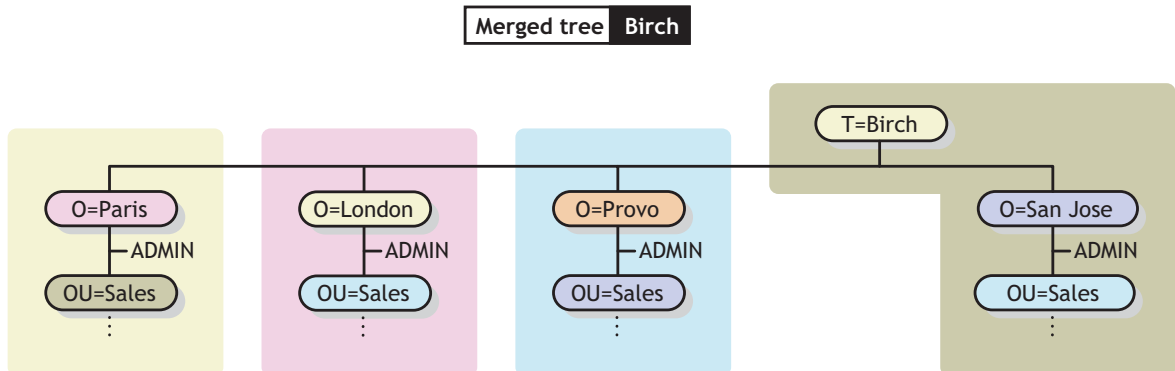 Merged tree Birch
T=Birch
O=Paris
O=London
O=Provo
O=San Jose
ADMIN
ADMIN
ADMIN
ADMIN
OU=Sales
OU=Sales
OU=Sales
OU=Sales